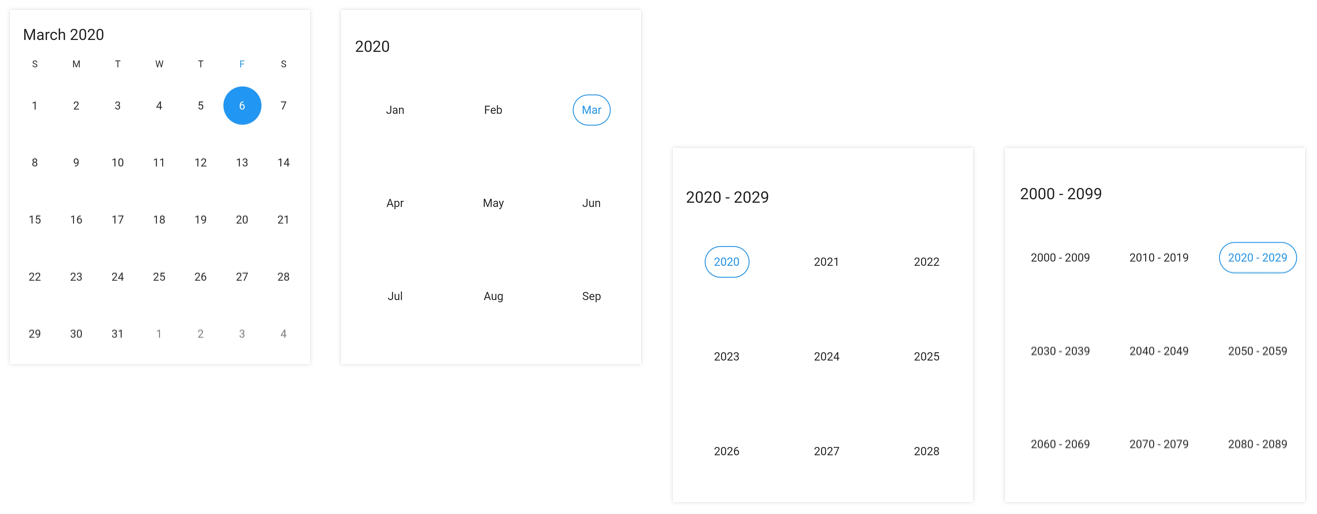 March 2020
S M T W T F S
1 2 3 4 5 6 7
8 9 10 11 12 13 14
15 16 17 18 19 20 21
22 23 24 25 26 27 28
29 30 31 1 2 3 4
2020
Jan Feb Mar
Apr May Jun
Jul Aug Sep
2020 - 2029
2020 2021 2022
2023 2024 2025
2026 2027 2028
2000 - 2099
2000 - 2009 2010 - 2019 2020 - 2029
2030 - 2039 2040 - 2049 2050 - 2059
2060 - 2069 2070 - 2079 2080 - 2089